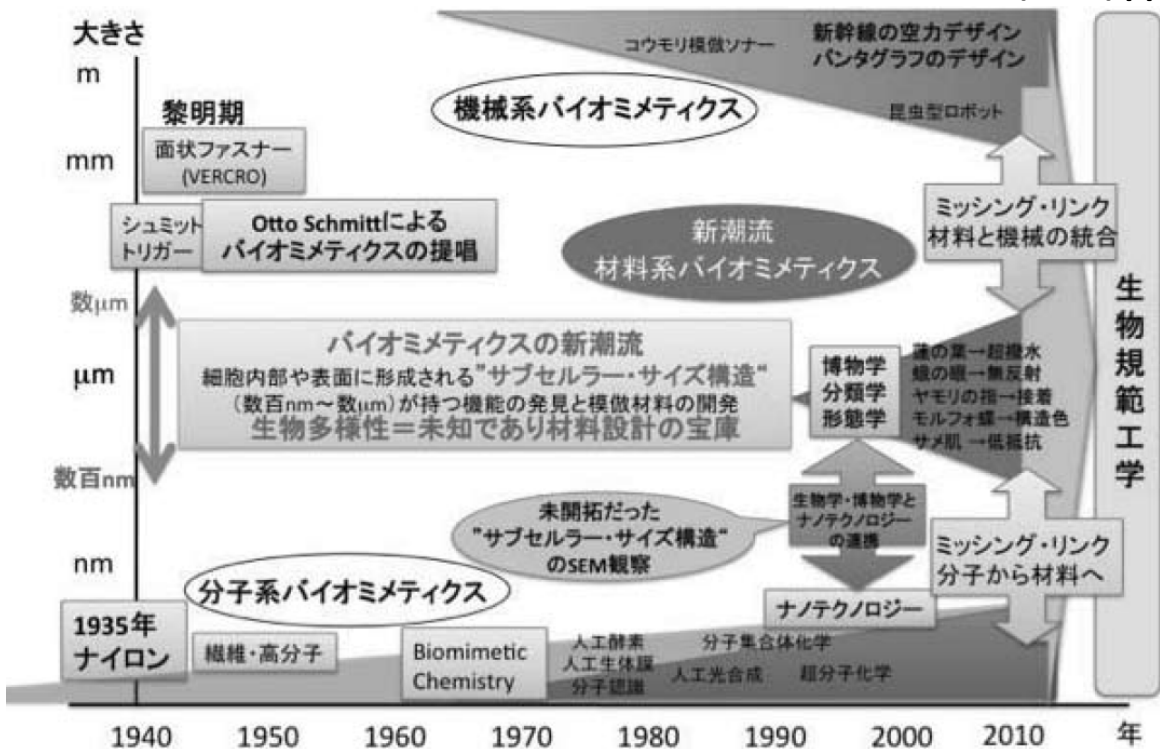 大きさ
m
mm
数μm
μm
数百nm
nm
黎明期
面状ファスナー
(VERCRO)
シュミット
トリガー
Otto Schmittによる
バイオミメティクスの提唱
コウモリ模倣ソナー
新幹線の空力デザイン
パンタグラフのデザイン
昆虫型ロボット
機械系バイオミメティクス
新潮流
材料系バイオミメティクス
ミッシング・リンク
材料と機械の統合
バイオミメティクスの新潮流
細胞内部や表面に形成される"サブセルラー・サイズ構造"
(数百nm～数μm)が持つ機能の発見と模倣材料の開発
生物多様性=未知であり材料設計の宝庫
博物学
分類学
形態学
蓮の葉→超撥水
蛾の眼→無反射
ヤモリの指→接着
モルフォ蝶→構造色
サメ肌→低抵抗
生物規範工学
未開拓だった
"サブセルラー・サイズ構造"
のSEM観察
生物学・博物学と
ナノテクノロジー
の連携
ミッシング・リンク
分子から材料へ
分子系バイオミメティクス
ナノテクノロジー
1935年
ナイロン
繊維・高分子
Biomimetic
Chemistry
人工酵素
人工生体膜
分子認識
分子集合体化学
人工光合成
超分子化学
1940 1950 1960 1970 1980 1990 2000 2010 年